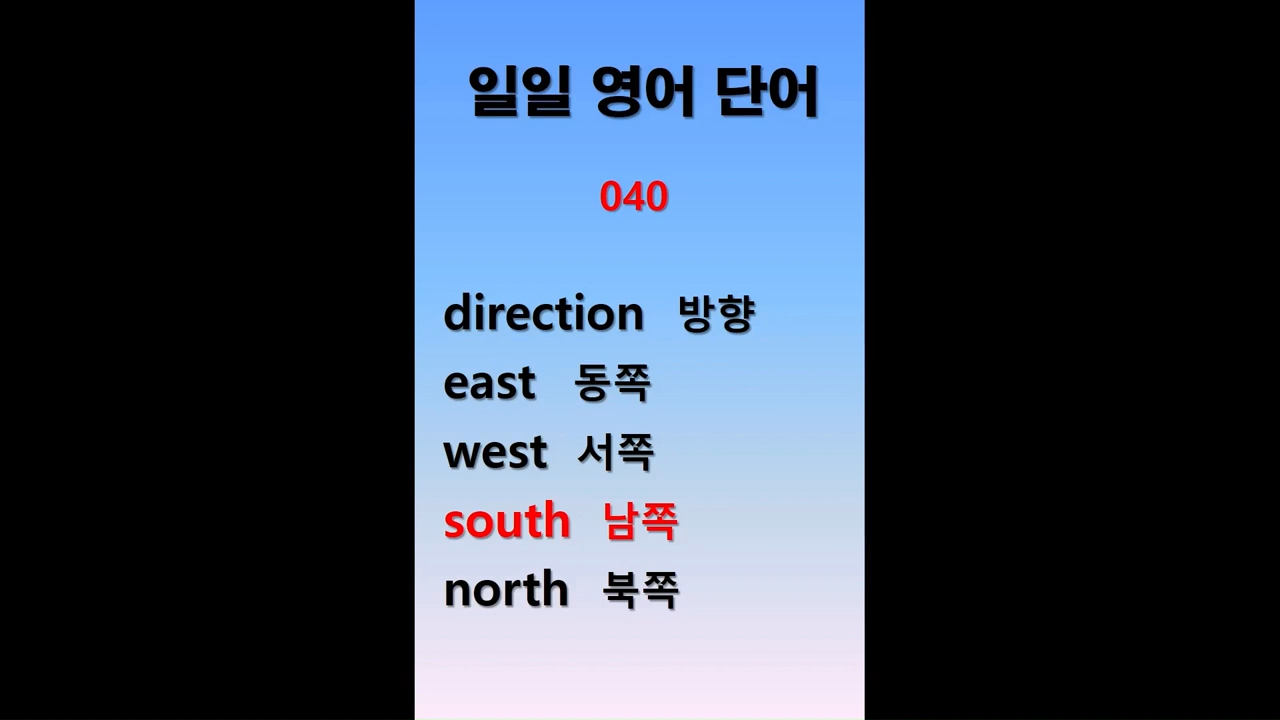 일일 영어 단어
040
direction 방향
east 동쪽
west 서쪽
south 남쪽
north 북쪽